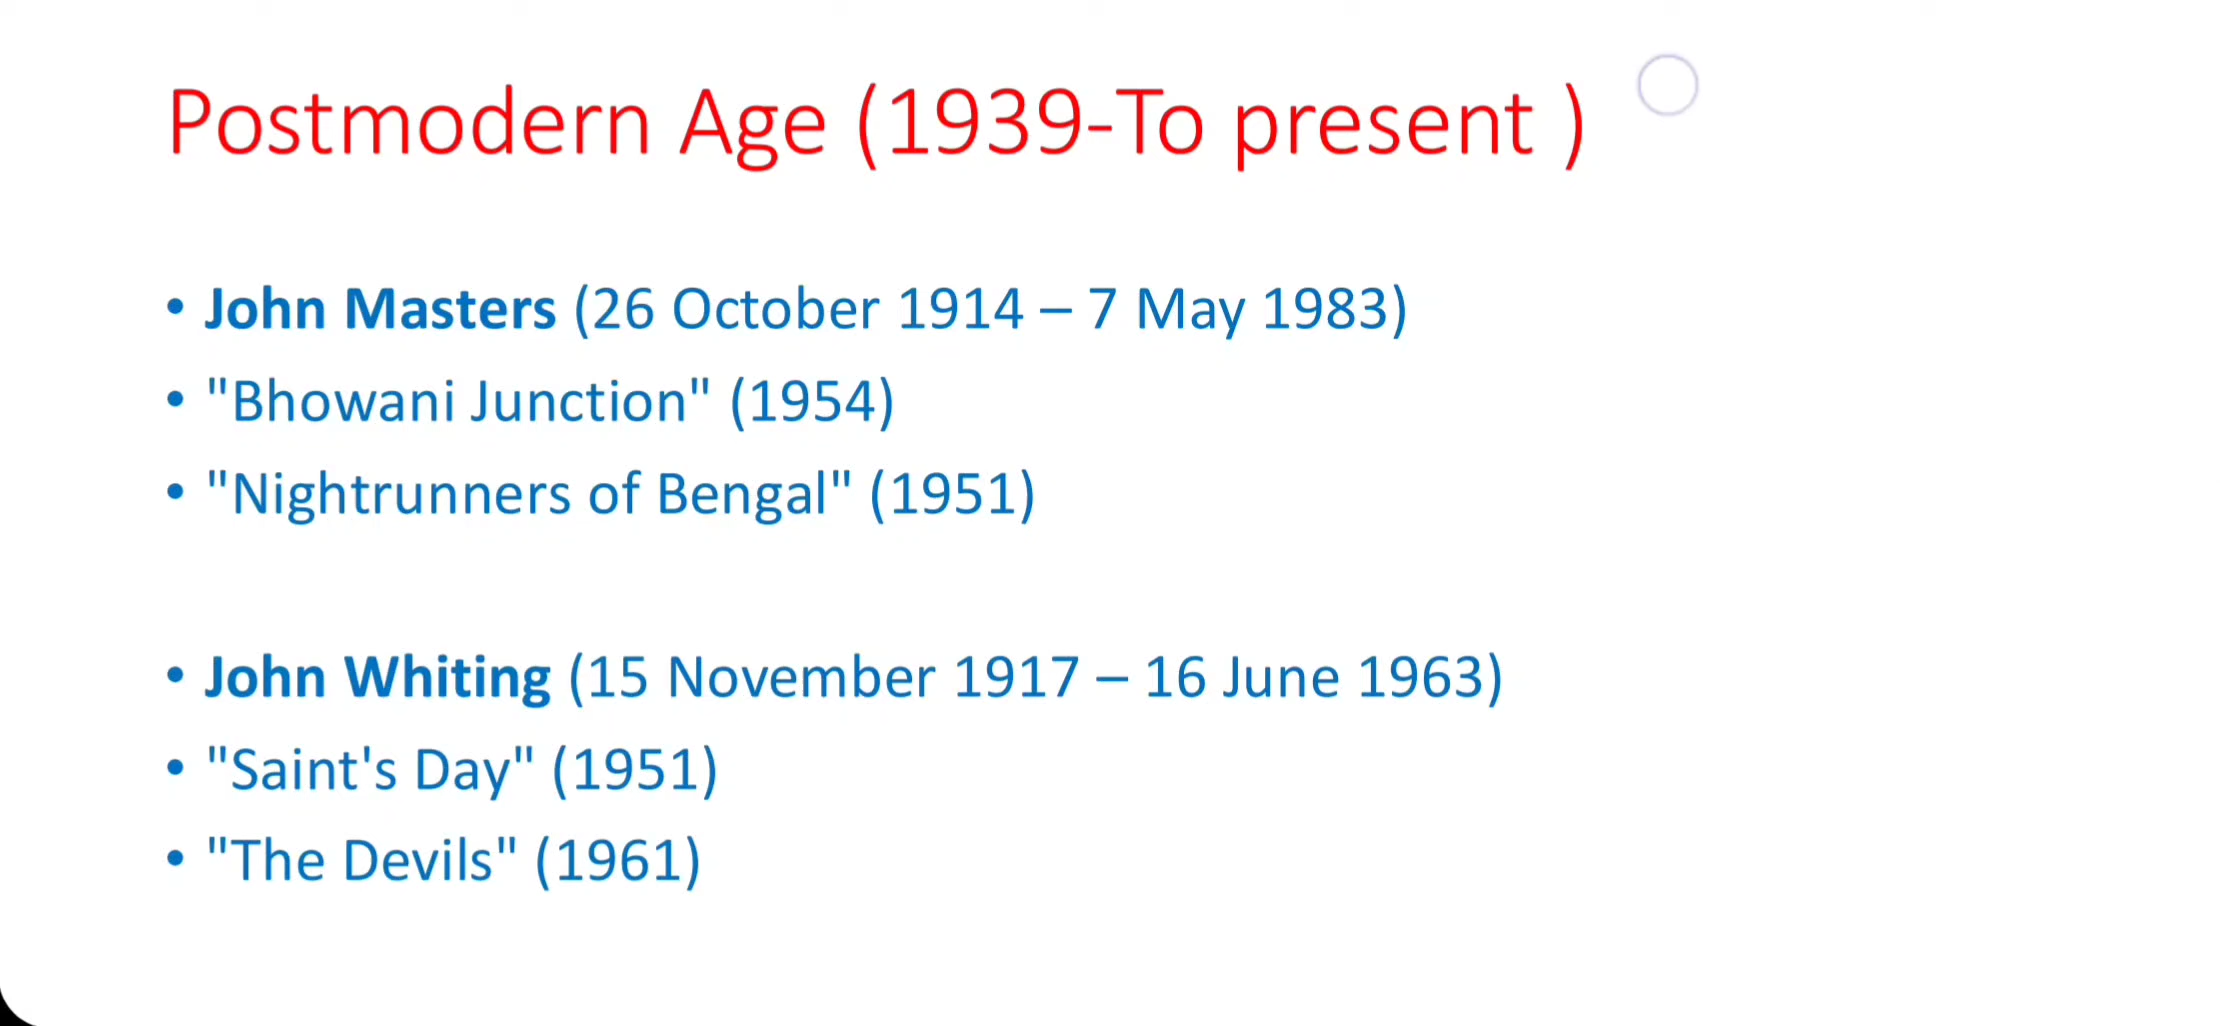 Postmodern Age (1939-To present )
• John Masters (26 October 1914 – 7 May 1983)
• "Bhowani Junction" (1954)
• "Nightrunners of Bengal" (1951)
• John Whiting (15 November 1917 – 16 June 1963)
• "Saint's Day" (1951)
• "The Devils" (1961)